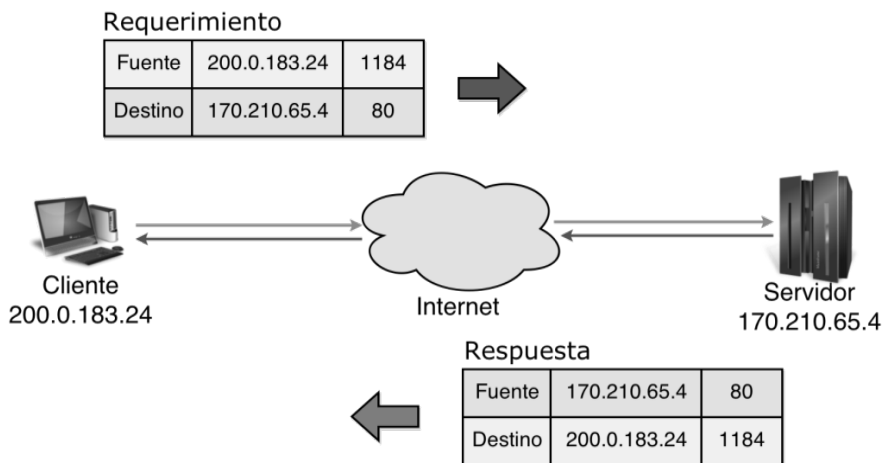 Requerimiento
Fuente 200.0.183.24 1184
Destino 170.210.65.4 80
Cliente
200.0.183.24
Internet
Servidor
170.210.65.4
Respuesta
Fuente 170.210.65.4 80
Destino 200.0.183.24 1184